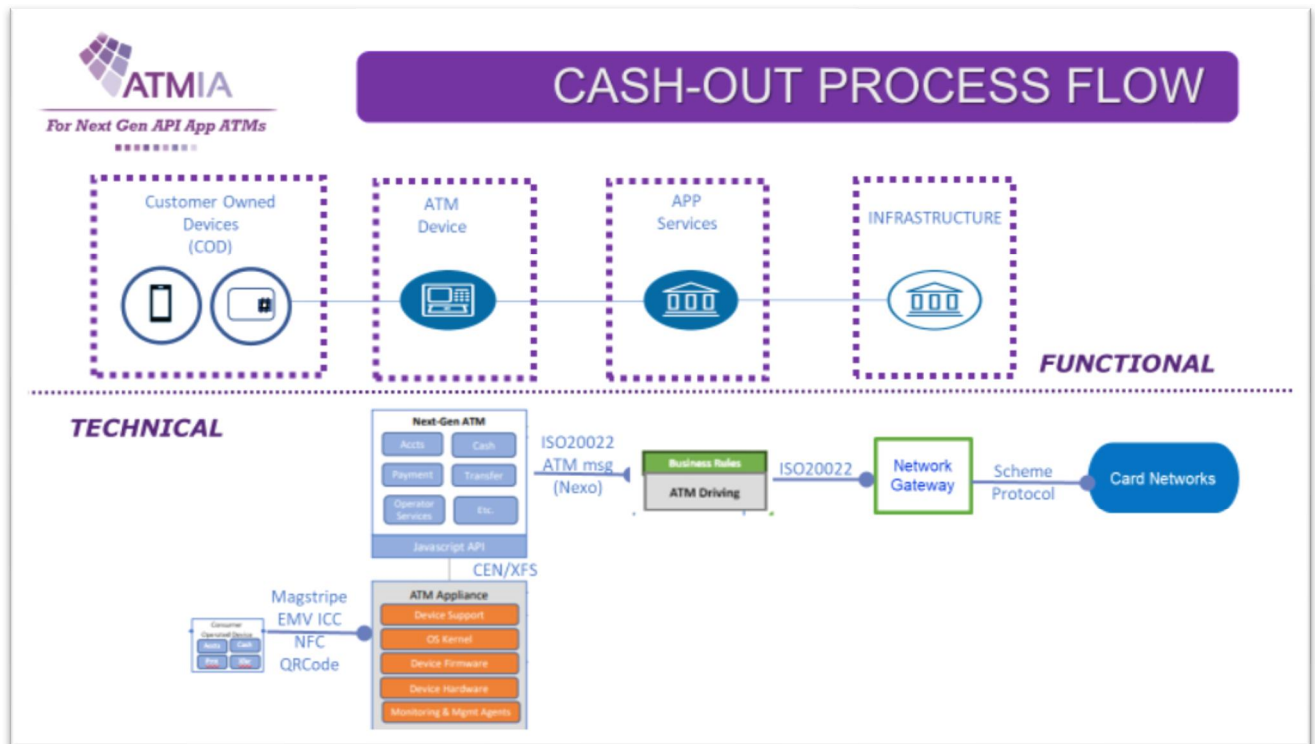 ATMIA
For Next Gen API App ATMs
CASH-OUT PROCESS FLOW
Customer Owned
Devices
(COD)
ATM
Device
APP
Services
INFRASTRUCTURE
FUNCTIONAL
TECHNICAL
Next-Gen ATM
Accts
Cash
Payment
Transfer
Operator
Services
Etc.
Javascript API
ISO20022
ATM msg
(Nexo)
Business Rules
ATM Driving
ISO20022
Network
Gateway
Scheme
Protocol
Card Networks
CEN/XFS
Magstripe
EMV ICC
NFC
QRCode
Consumer
Operated Device
Accts
Cash
ATM Appliance
Device Support
OS Kernel
Device Firmware
Device Hardware
Monitoring & Mgmt Agents